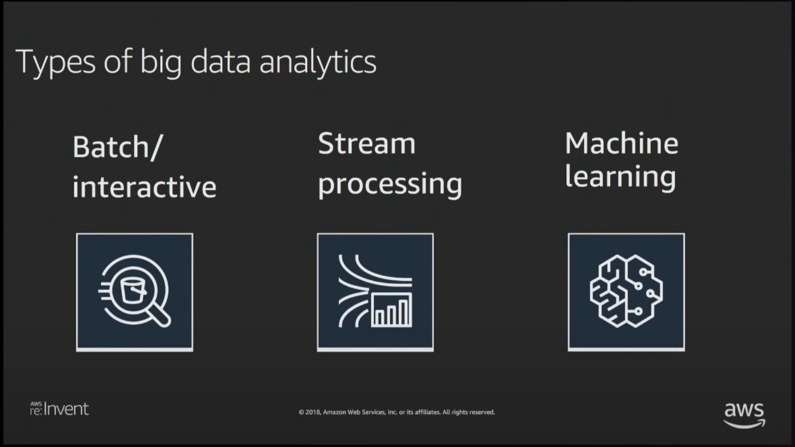 Types of big data analytics
Batch/
interactive
Stream
processing
Machine
learning
AWS
re:Invent
© 2018, Amazon Web Services, Inc. or its affiliates. All rights reserved.
aws